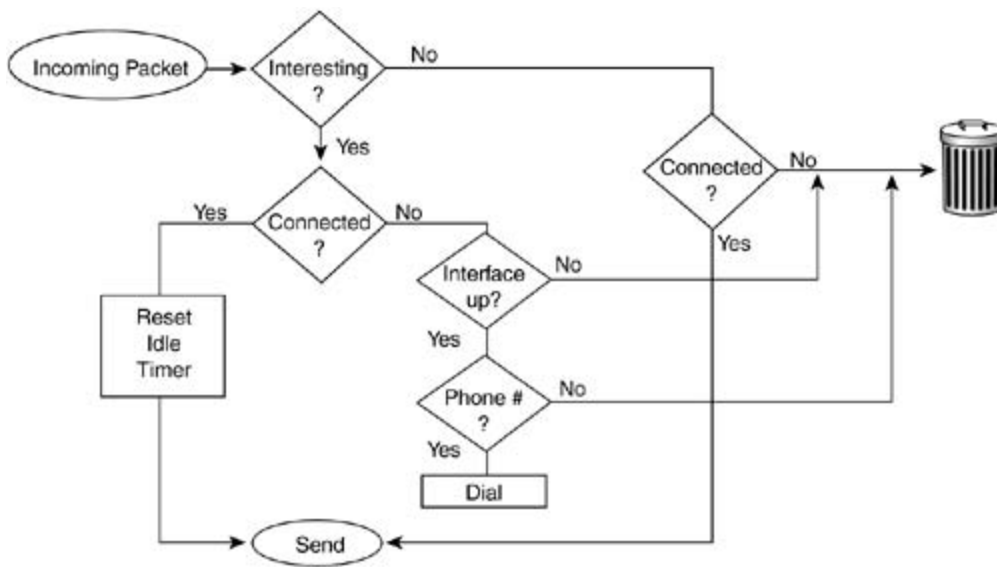 Incoming Packet
Interesting
?
No
Yes
Connected
?
No
Yes
Connected
?
Yes
No
Interface
up?
No
Yes
Reset
Idle
Timer
Phone #
?
No
Yes
Dial
Send